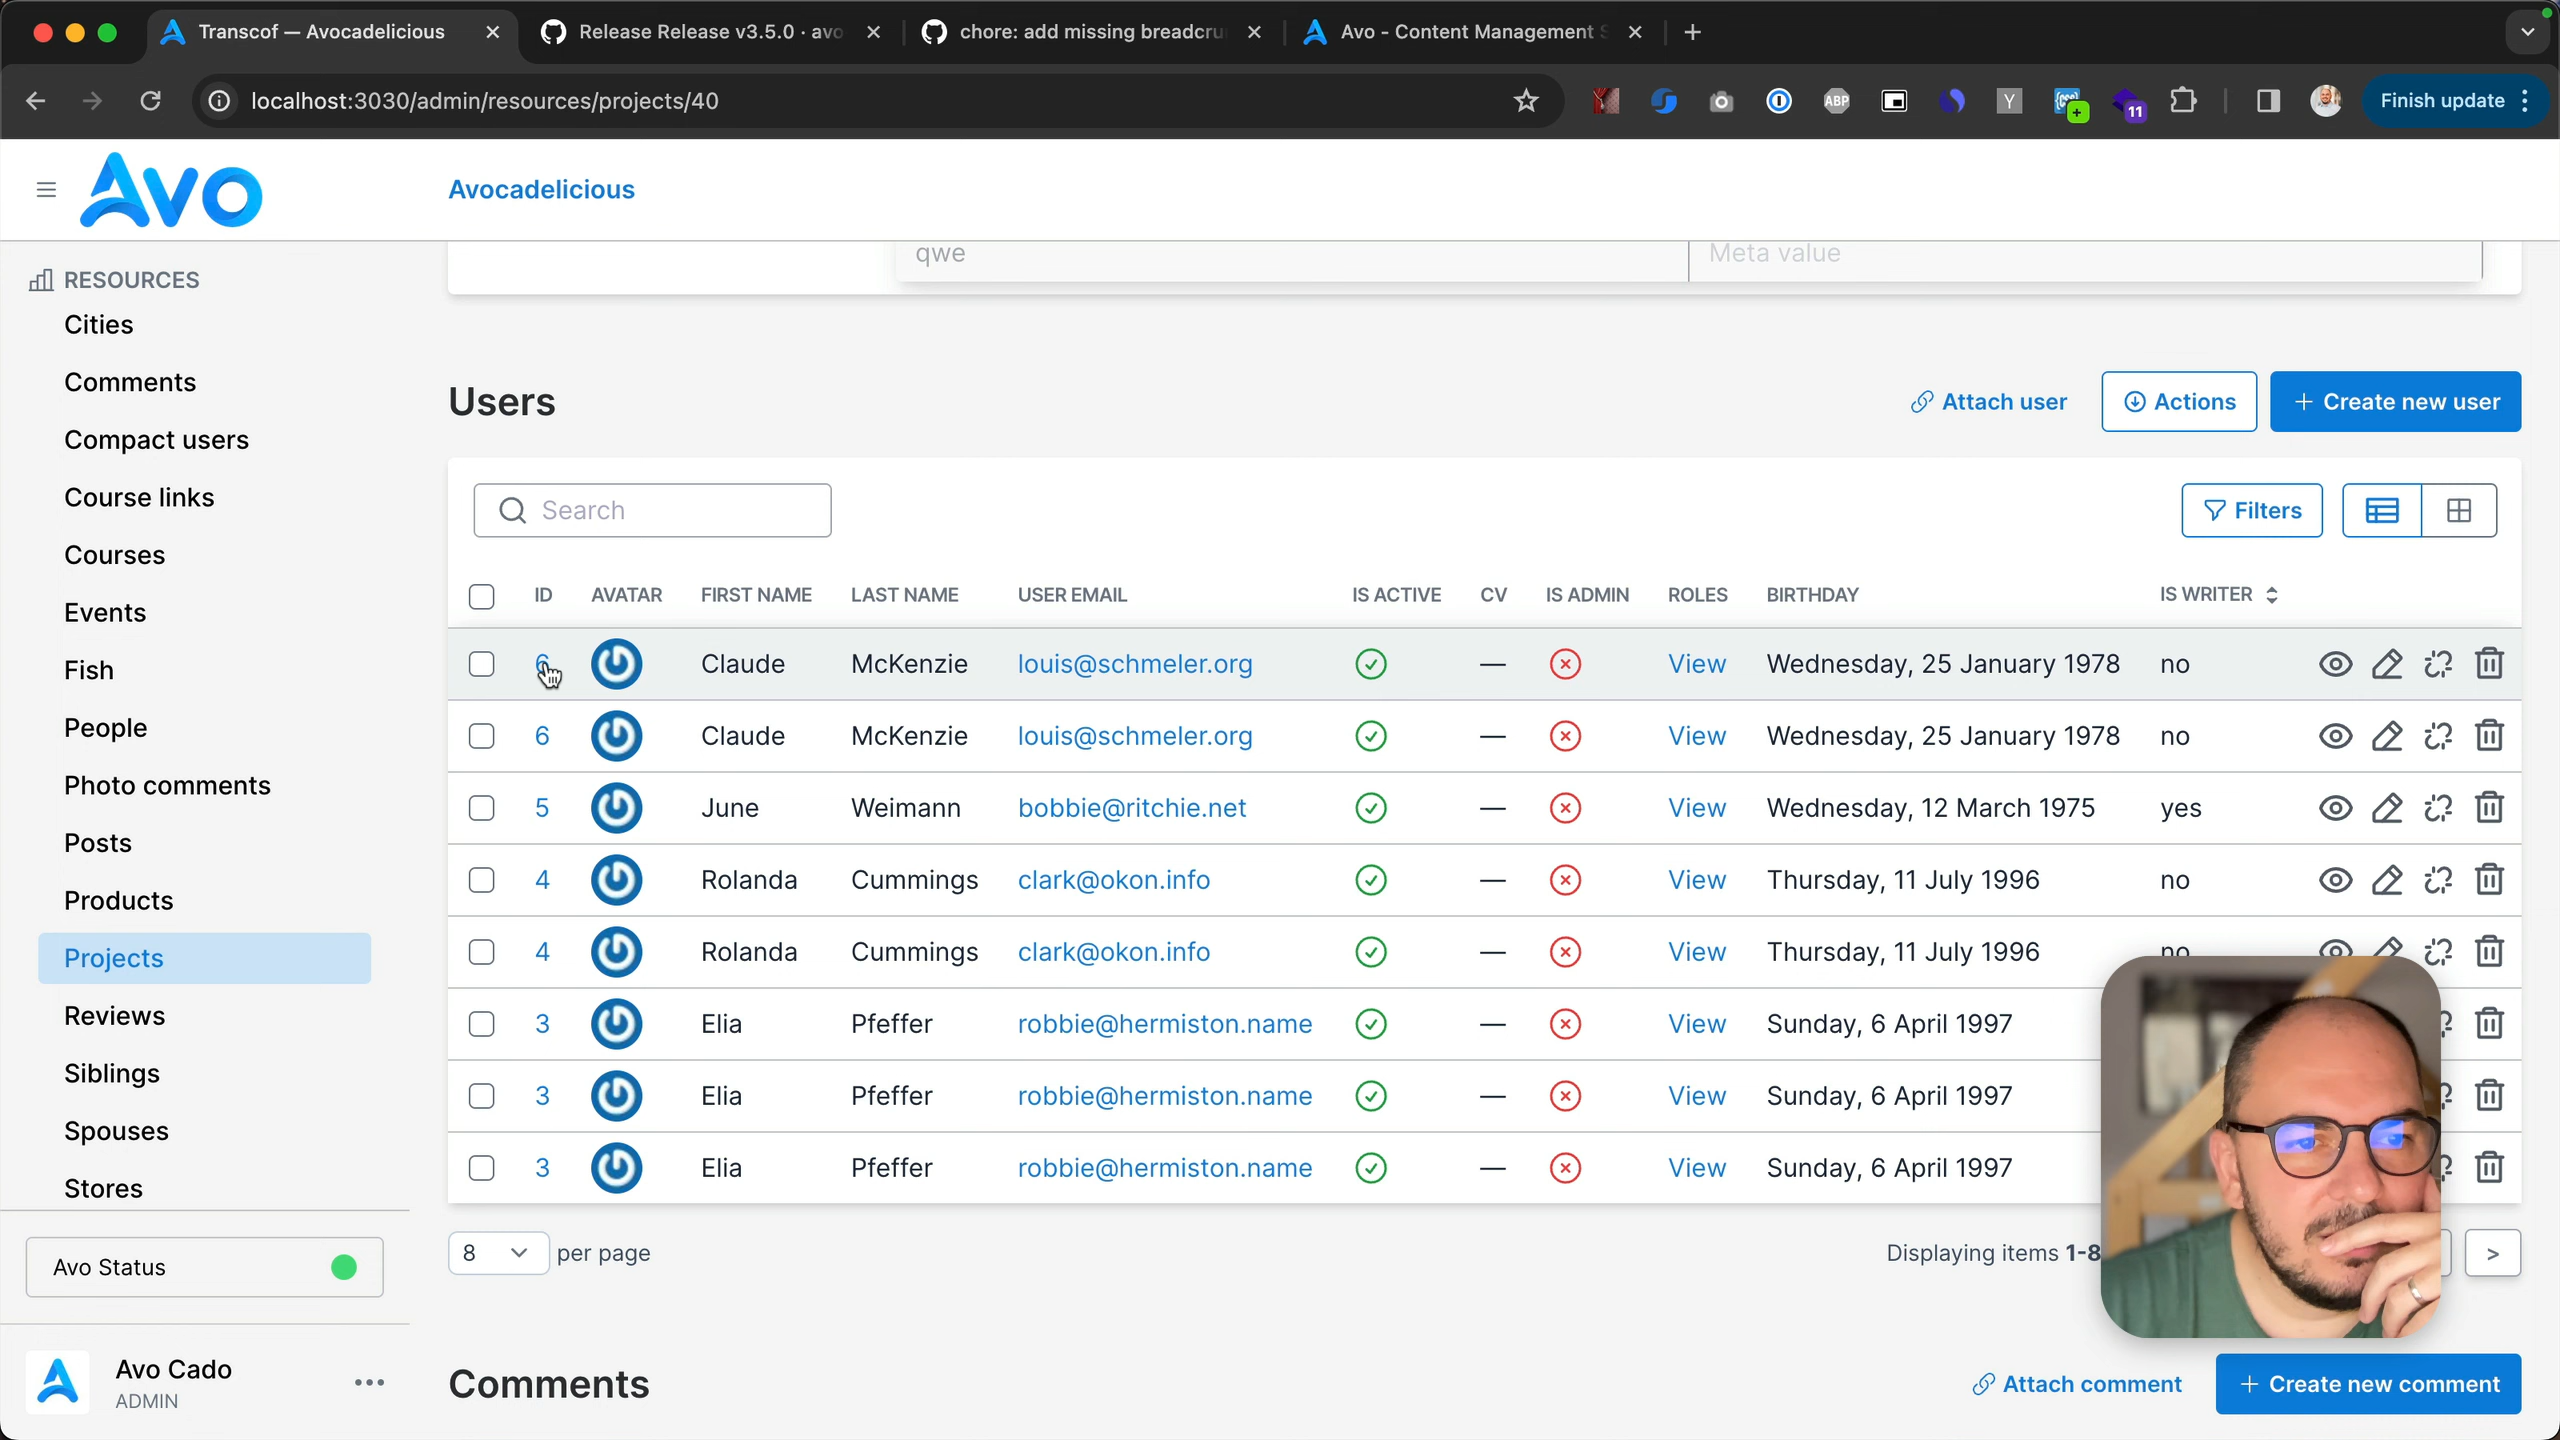 Transcof — Avocadelicious
Release Release v3.5.0 · avo
chore: add missing breadcru
Avo - Content Management S
localhost:3030/admin/resources/projects/40
ABP
Y
11
Finish update
Avo
Avocadelicious
qwe
Meta value
RESOURCES
Cities
Comments
Compact users
Course links
Courses
Events
Fish
People
Photo comments
Posts
Products
Projects
Reviews
Siblings
Spouses
Stores
Avo Status
Avo Cado
ADMIN
Users
Attach user
Actions
Create new user
Search
Filters
ID AVATAR FIRST NAME LAST NAME USER EMAIL IS ACTIVE CV IS ADMIN ROLES BIRTHDAY IS WRITER
6 Claude McKenzie louis@schmeler.org — View Wednesday, 25 January 1978 no
6 Claude McKenzie louis@schmeler.org — View Wednesday, 25 January 1978 no
5 June Weimann bobbie@ritchie.net — View Wednesday, 12 March 1975 yes
4 Rolanda Cummings clark@okon.info — View Thursday, 11 July 1996 no
4 Rolanda Cummings clark@okon.info — View Thursday, 11 July 1996 no
3 Elia Pfeffer robbie@hermiston.name — View Sunday, 6 April 1997
3 Elia Pfeffer robbie@hermiston.name — View Sunday, 6 April 1997
3 Elia Pfeffer robbie@hermiston.name — View Sunday, 6 April 1997
8 per page
Displaying items 1-8
>
Comments
Attach comment
Create new comment